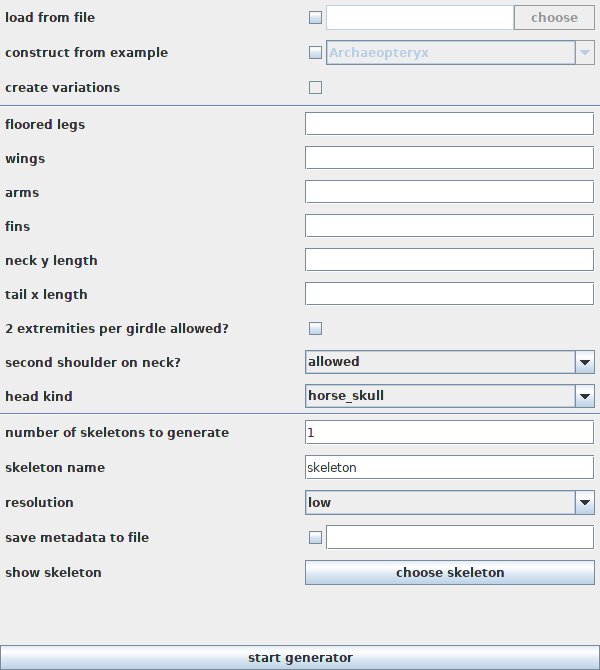 load from file choose
construct from example Archaeopteryx
create variations
floored legs
wings
arms
fins
neck y length
tail x length
2 extremities per girdle allowed?
second shoulder on neck? allowed
head kind horse_skull
number of skeletons to generate 1
skeleton name skeleton
resolution low
save metadata to file
show skeleton choose skeleton
start generator